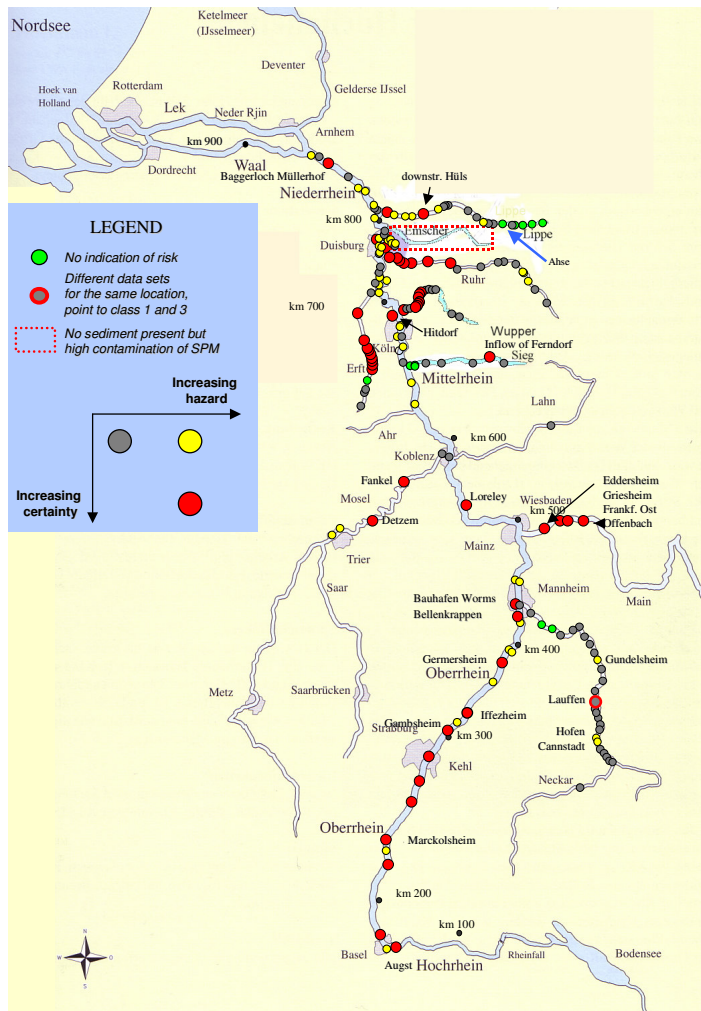 Nordsee
Ketelmeer
(IJsselmeer)
Deventer
Hoek van
Holland
Rotterdam
Gelderse IJssel
Lek
Neder Rjin
Arnhem
km 900
Dordrecht
Waal
Baggerloch Müllerhof
downstr. Hüls
Niederrhein
km 800
Emscher
Lippe
Duisburg
Ahse
Ruhr
LEGEND
No indication of risk
Different data sets
for the same location,
point to class 1 and 3
No sediment present but
high contamination of SPM
Increasing
hazard
Increasing
certainty
km 700
Hitdorf
Wupper
Inflow of Ferndorf
Köln
Sieg
Erft
Mittelrhein
Lahn
Ahr
km 600
Koblenz
Fankel
Mosel
Loreley
Eddersheim
Griesheim
Frankf. Ost
Offenbach
Wiesbaden
km 500
Detzem
Mainz
Trier
Saar
Mannheim
Main
Bauhafen Worms
Bellenkrappen
km 400
Germersheim
Oberrhein
Gundelsheim
Metz
Saarbrücken
Lauffen
Iffezheim
Gambsheim
Straßburg
km 300
Hofen
Cannstadt
Kehl
Neckar
Oberrhein
Marckolsheim
km 200
km 100
N
W
O
S
Basel
Augst
Hochrhein
Rheinfall
Bodensee